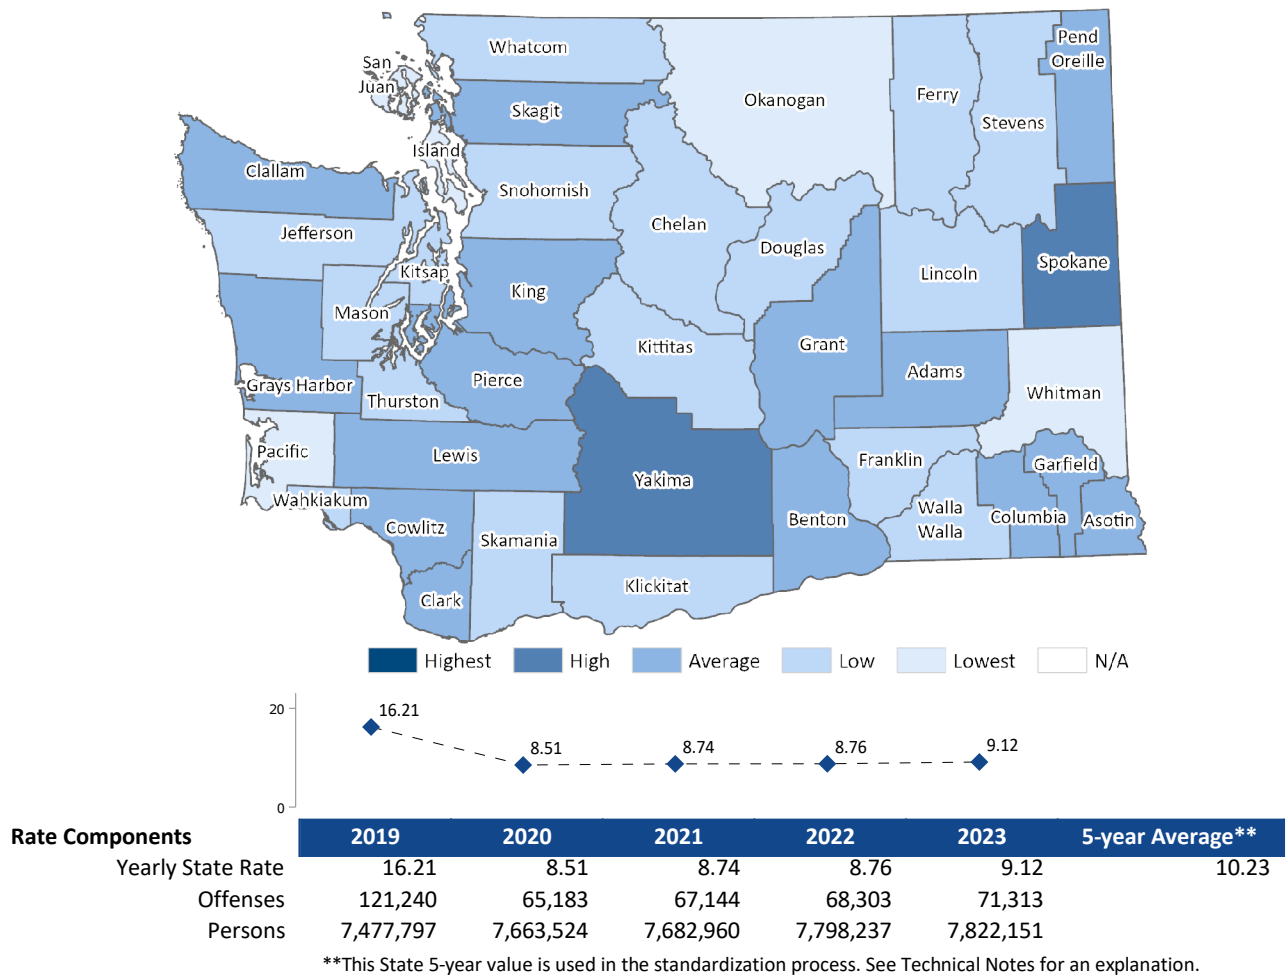 Whatcom
Pend
Oreille
San
Juan
Okanogan
Ferry
Skagit
Stevens
Island
Clallam
Snohomish
Chelan
Jefferson
Douglas
Spokane
Kitsap
Lincoln
King
Mason
Kittitas
Grant
Adams
Pierce
Grays Harbor
Whitman
Thurston
Pacific
Lewis
Franklin
Garfield
Yakima
Wahkiakum
Walla
Walla
Columbia
Benton
Asotin
Cowlitz
Skamania
Klickitat
Clark
Highest High Average Low Lowest N/A
20
16.21
8.51 8.74 8.76 9.12
0
Rate Components 2019 2020 2021 2022 2023 5-year Average**
Yearly State Rate 16.21 8.51 8.74 8.76 9.12 10.23
Offenses 121,240 65,183 67,144 68,303 71,313
Persons 7,477,797 7,663,524 7,682,960 7,798,237 7,822,151
**This State 5-year value is used in the standardization process. See Technical Notes for an explanation.